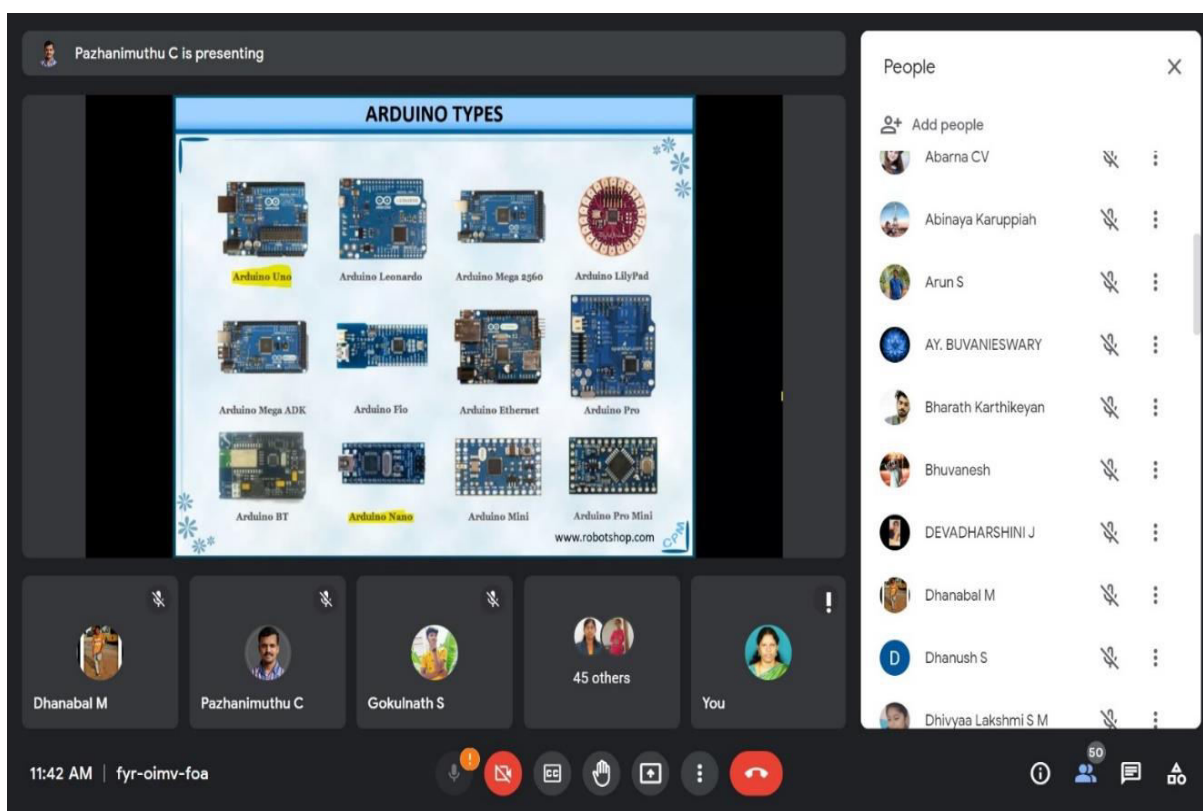 Pazhanimuthu C is presenting
ARDUINO TYPES
Arduino Uno
Arduino Leonardo
Arduino Mega 2560
Arduino LilyPad
Arduino Mega ADK
Arduino Fio
Arduino Ethernet
Arduino Pro
Arduino BT
Arduino Nano
Arduino Mini
Arduino Pro Mini
www.robotshop.com
CPM
Dhanabal M
Pazhanimuthu C
Gokulnath S
45 others
You
People
Add people
Abarna CV
Abinaya Karuppiah
Arun S
AY. BUVANIESWARY
Bharath Karthikeyan
Bhuvanesh
DEVADHARSHINI J
Dhanabal M
D
Dhanush S
Dhivyaa Lakshmi S M
11:42 AM | fyr-oimv-foa
CC
50